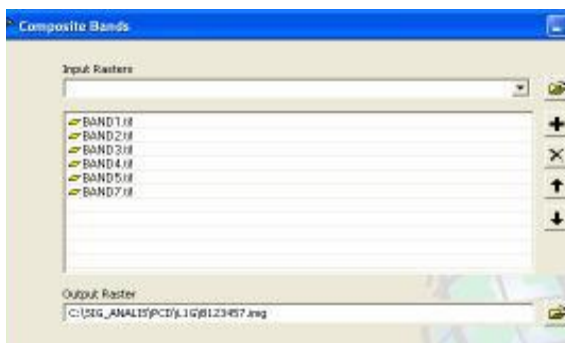 Composite Bands
Input Rasters
BAND1.tif
BAND2.tif
BAND3.tif
BAND4.tif
BAND5.tif
BAND7.tif
Output Raster
C:\SIG_ANALIS\PCD\L1G\B123457.img